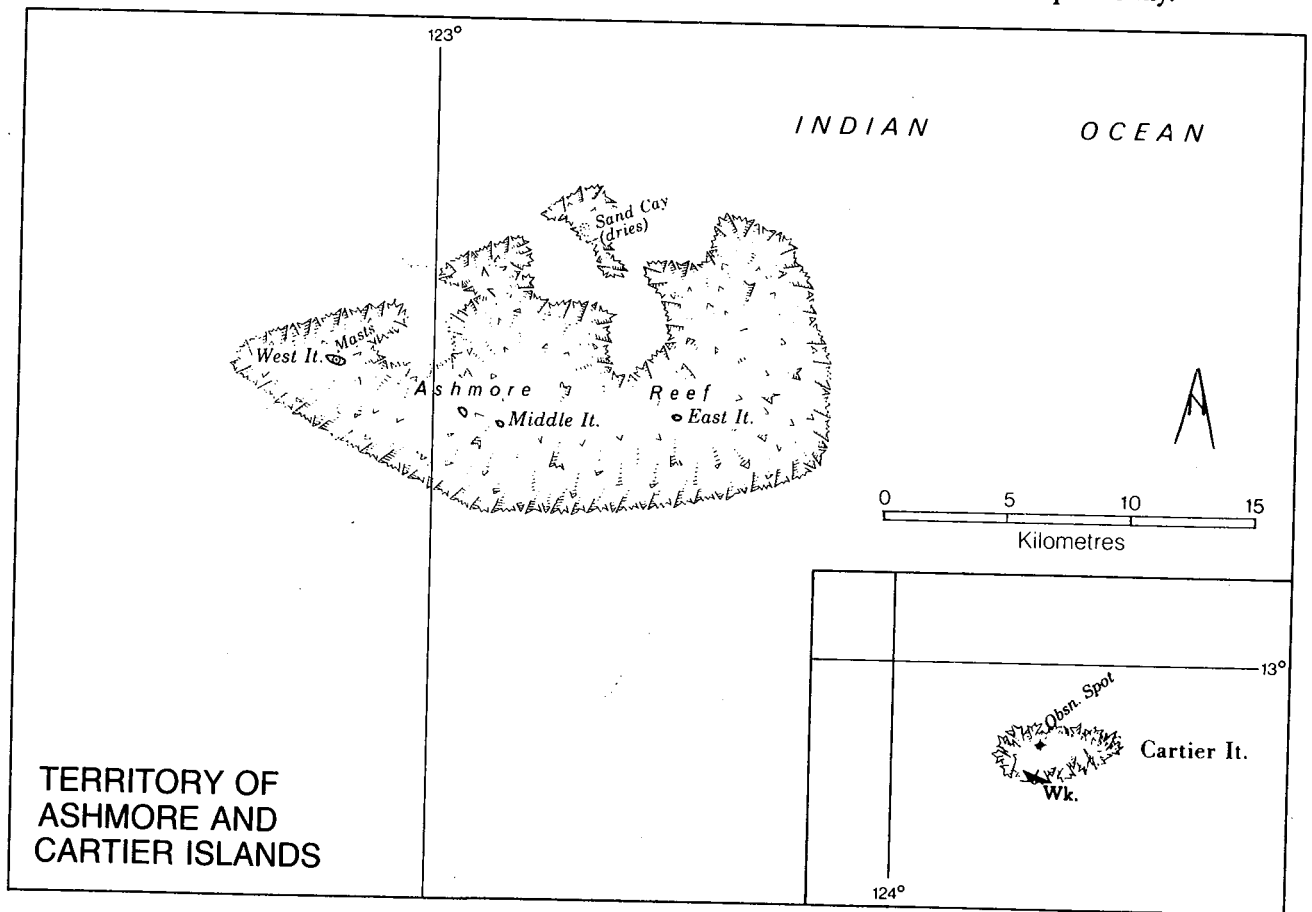 123°
INDIAN OCEAN
Sand Cay
(dries)
Masts
West It.
Ashmore Reef
Middle It.
East It.
0 5 10 15
Kilometres
13°
Obsn. Spot
Cartier It.
Wk.
124°
TERRITORY OF
ASHMORE AND
CARTIER ISLANDS